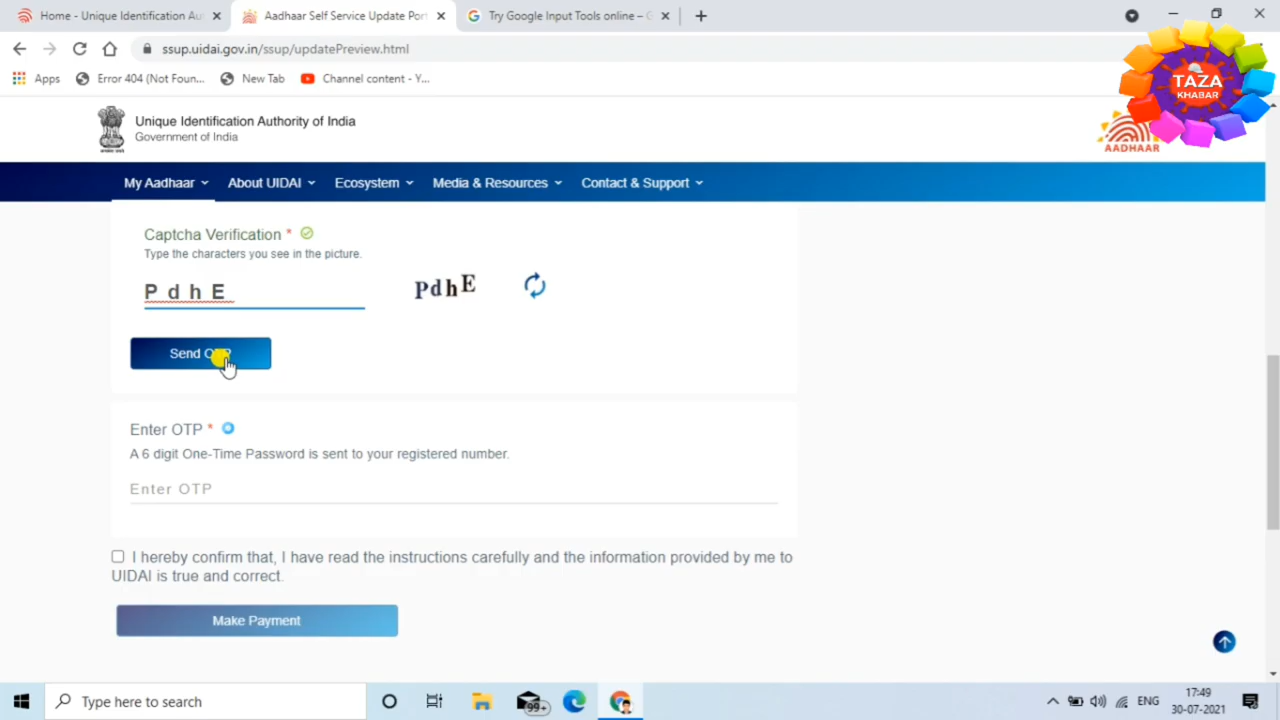 Home - Unique Identification Au
Aadhaar Self Service Update Port
Try Google Input Tools online – G
ssup.uidai.gov.in/ssup/updatePreview.html
Apps
Error 404 (Not Foun...
New Tab
Channel content - Y...
TAZA
KHABAR
Unique Identification Authority of India
Government of India
AADHAAR
My Aadhaar
About UIDAI
Ecosystem
Media & Resources
Contact & Support
Captcha Verification *
Type the characters you see in the picture.
P d h E
PdhE
Send OTP
Enter OTP *
A 6 digit One-Time Password is sent to your registered number.
Enter OTP
I hereby confirm that, I have read the instructions carefully and the information provided by me to
UIDAI is true and correct.
Make Payment
Type here to search
99+
ENG
17:49
30-07-2021